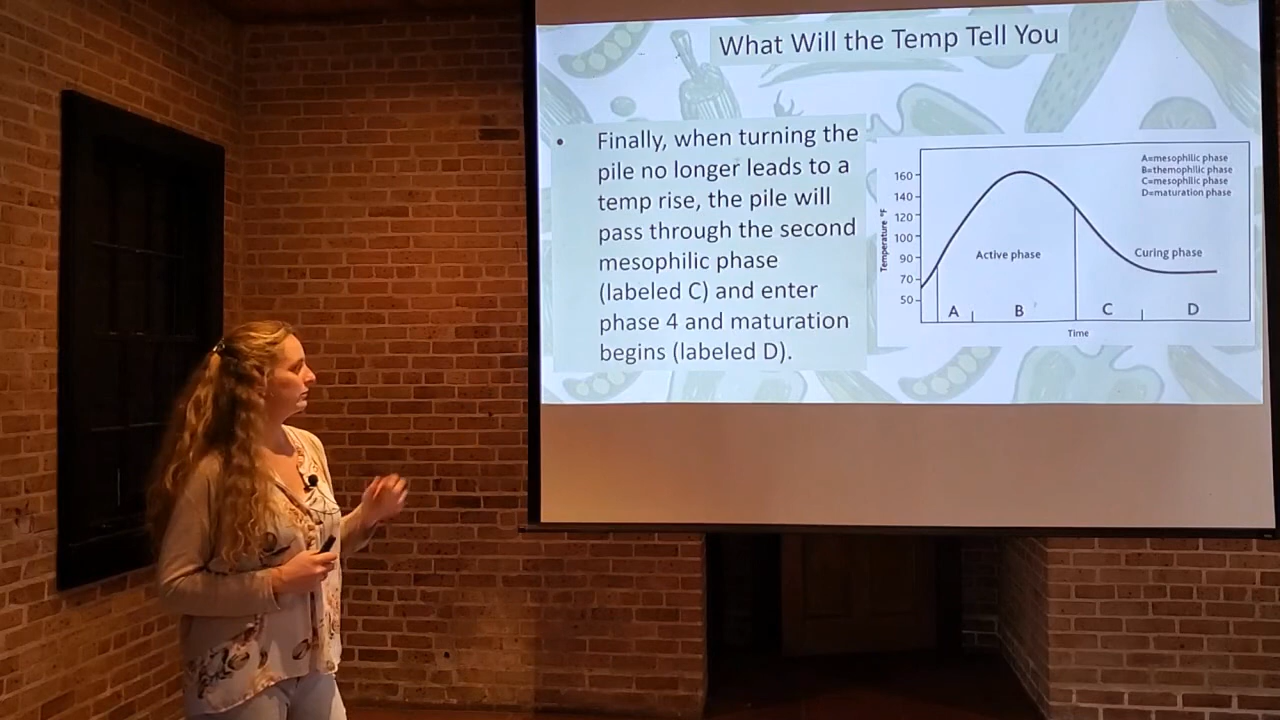 What Will the Temp Tell You
• Finally, when turning the
pile no longer leads to a
temp rise, the pile will
pass through the second
mesophilic phase
(labeled C) and enter
phase 4 and maturation
begins (labeled D).
A=mesophilic phase
B=themophilic phase
C=mesophilic phase
D=maturation phase
Temperature °F
160
140
120
100
90
70
50
Active phase
Curing phase
A
B
C
D
Time